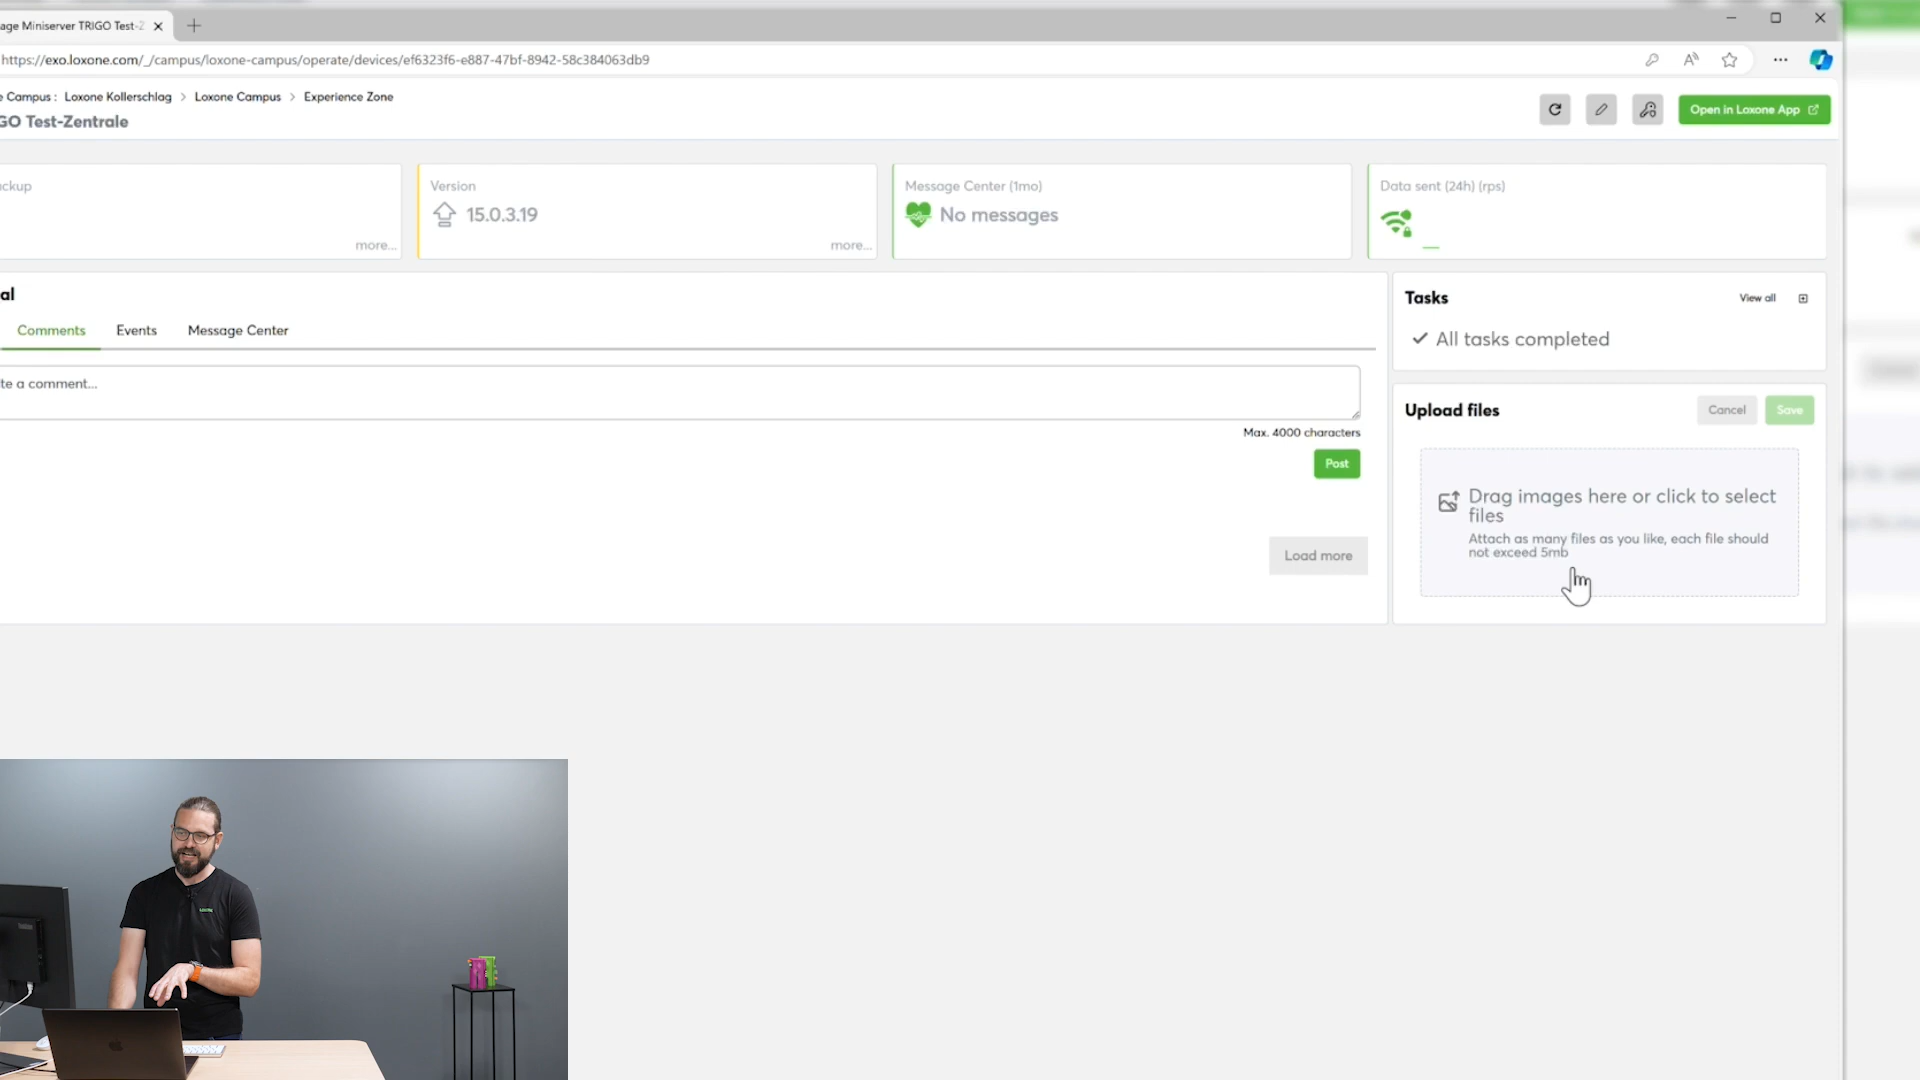 age Miniserver TRIGO Test-Z
https://exo.loxone.com/_/campus/loxone-campus/operate/devices/ef6323f6-e887-47bf-8942-58c384063db9
e Campus : Loxone Kollerschlag > Loxone Campus > Experience Zone
GO Test-Zentrale
Open in Loxone App
ackup
more...
Version
15.0.3.19
more...
Message Center (1mo)
No messages
Data sent (24h) (rps)
al
Comments Events Message Center
te a comment...
Max. 4000 characters
Post
Load more
Tasks
View all
All tasks completed
Upload files
Cancel
Save
Drag images here or click to select
files
Attach as many files as you like, each file should
not exceed 5mb